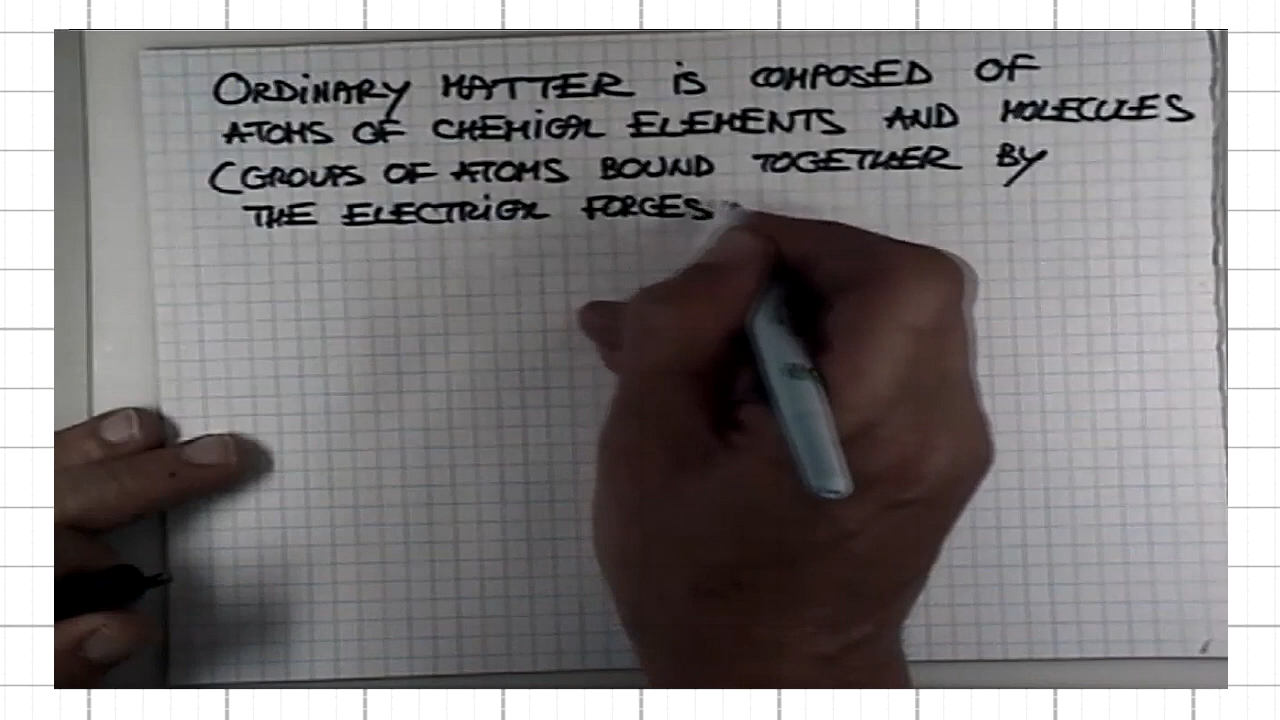 ORDINARY MATTER IS COMPOSED OF
ATOMS OF CHEMICAL ELEMENTS AND MOLECULES
(GROUPS OF ATOMS BOUND TOGETHER BY
THE ELECTRICAL FORCES